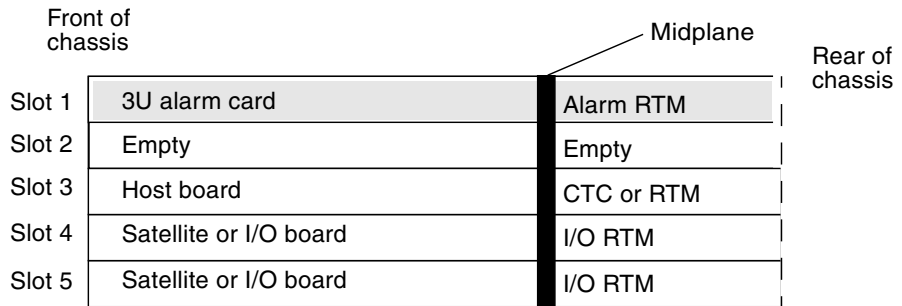 Front of
chassis
Midplane
Rear of
chassis
Slot 1 3U alarm card Alarm RTM
Slot 2 Empty Empty
Slot 3 Host board CTC or RTM
Slot 4 Satellite or I/O board I/O RTM
Slot 5 Satellite or I/O board I/O RTM